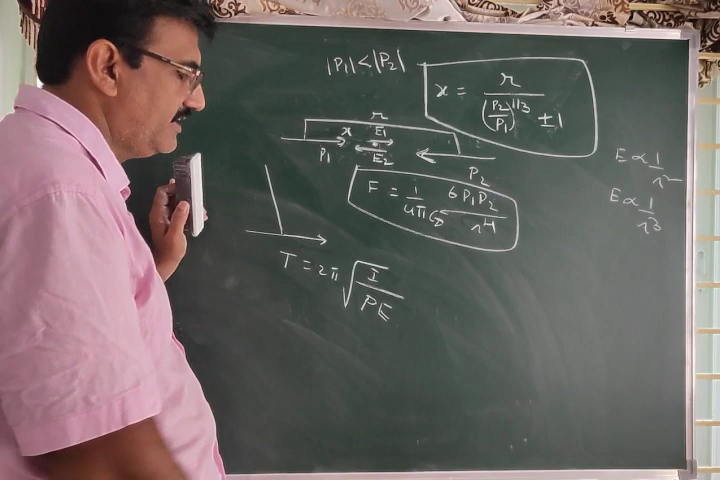 |P1| < |P2|
x = r / (P2/P1)^1/3 ± 1
r
x E1
P1 E2
P2
F = 1/4πε0 6P1P2/r4
E ∝ 1/r2
E ∝ 1/r3
T = 2π √I/PE